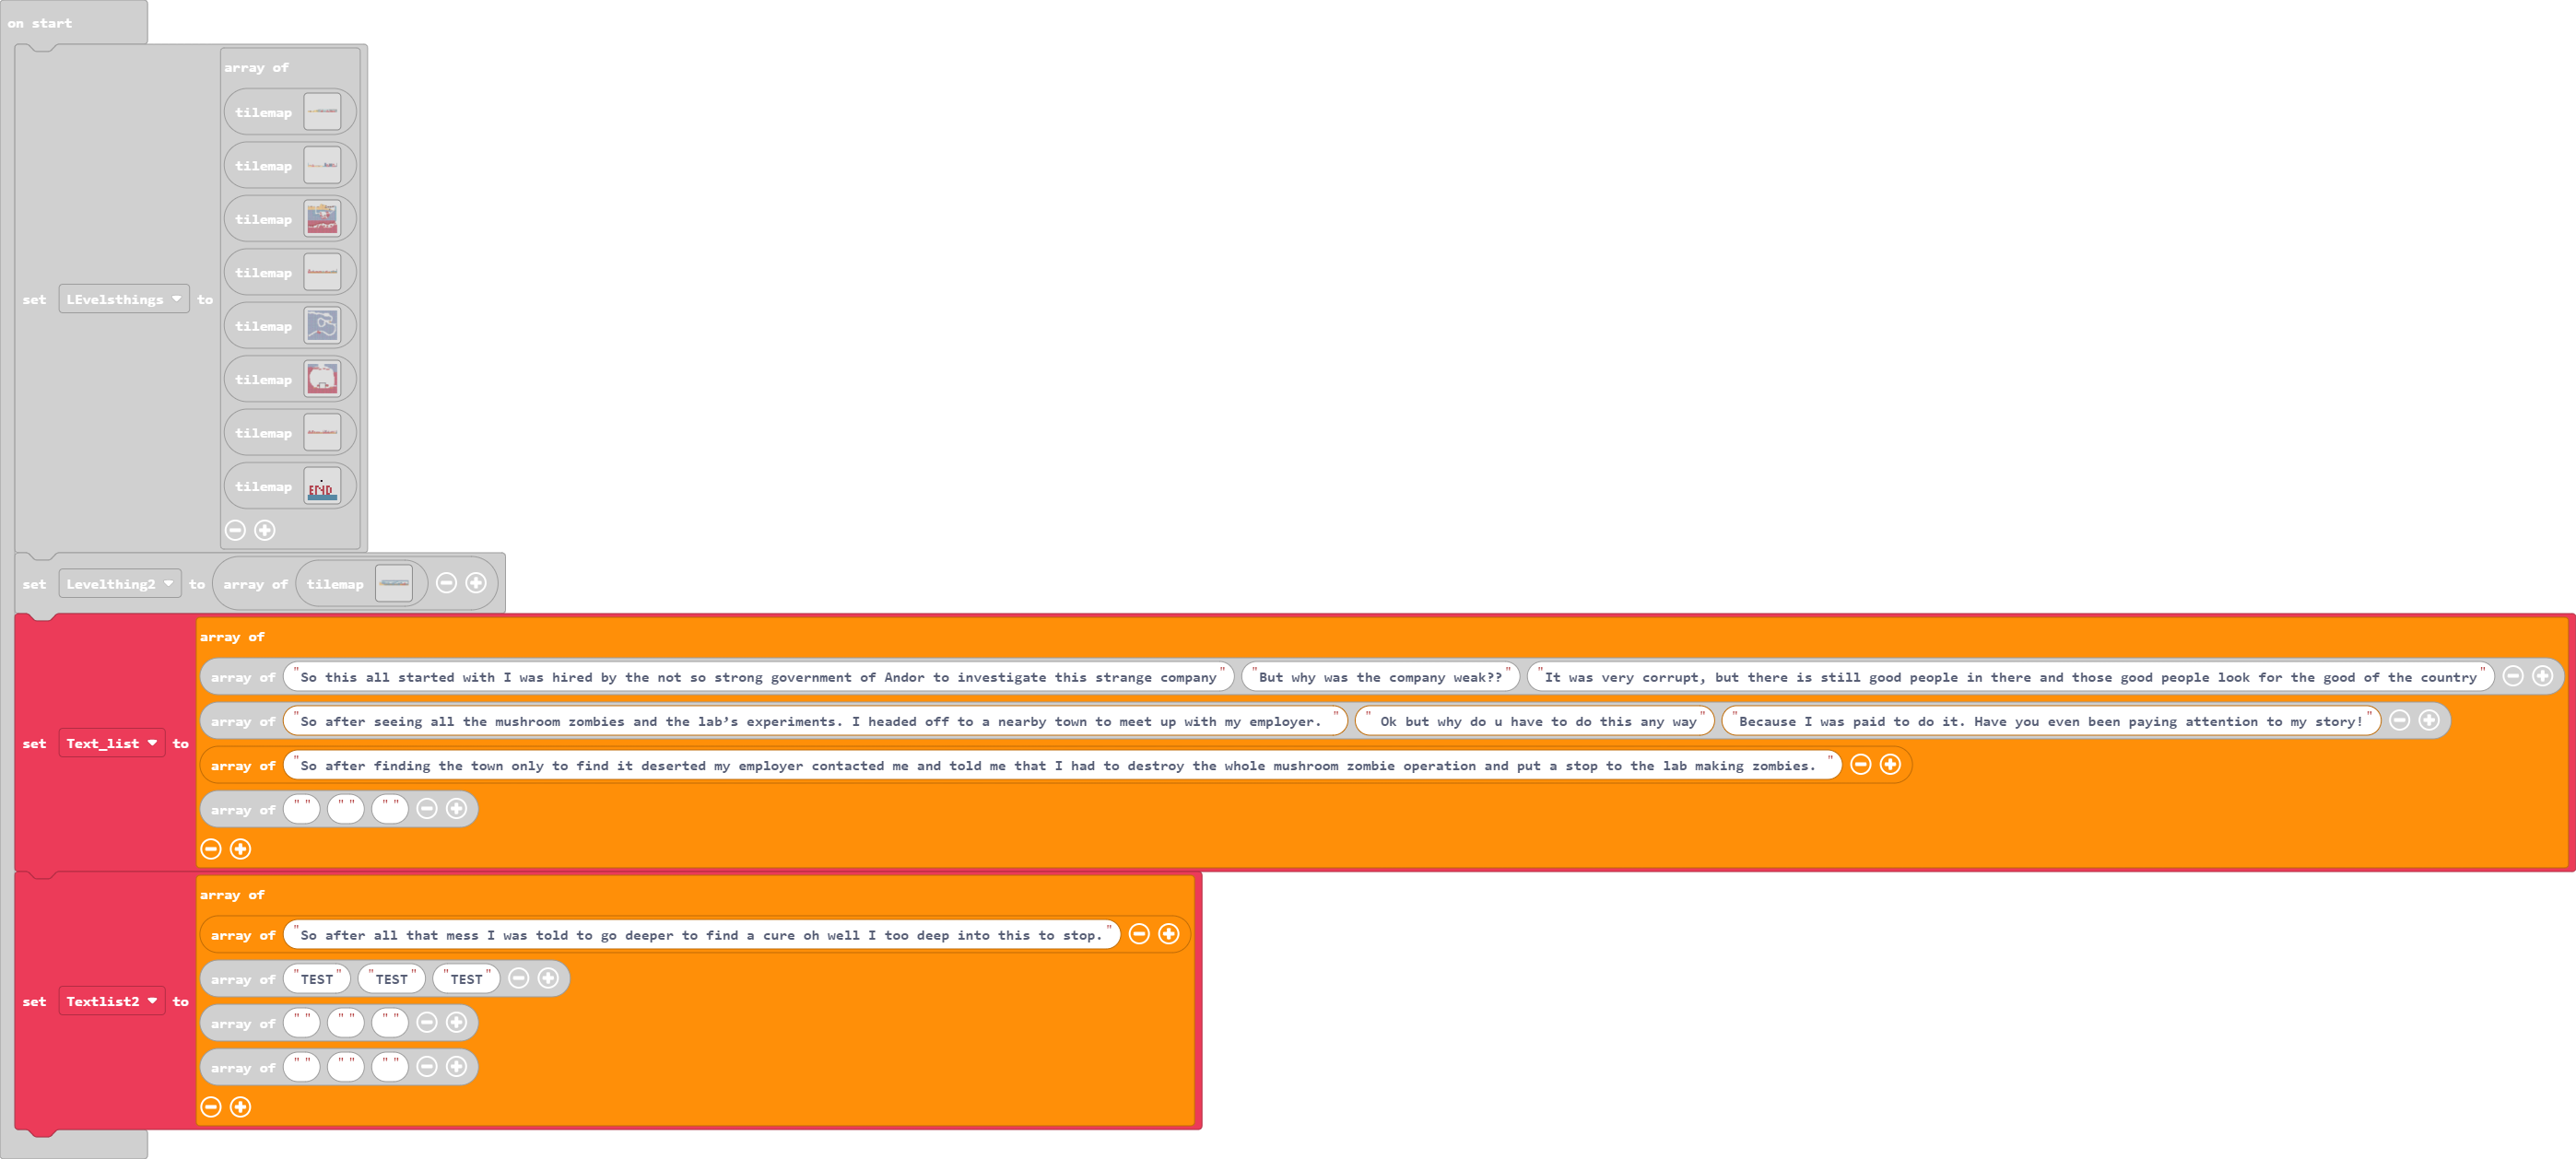 on start
array of
tilemap
tilemap
tilemap
tilemap
tilemap
set LEvelsthings to
tilemap
tilemap
tilemap
END
set Levelthing2 to array of tilemap
array of
array of "So this all started with I was hired by the not so strong government of Andor to investigate this strange company" "But why was the company weak??" "It was very corrupt, but there is still good people in there and those good people look for the good of the country"
array of "So after seeing all the mushroom zombies and the lab’s experiments. I headed off to a nearby town to meet up with my employer. " " Ok but why do u have to do this any way" "Because I was paid to do it. Have you even been paying attention to my story!"
set Text_list to
array of "So after finding the town only to find it deserted my employer contacted me and told me that I had to destroy the whole mushroom zombie operation and put a stop to the lab making zombies. "
array of " " " " " "
array of
array of "So after all that mess I was told to go deeper to find a cure oh well I too deep into this to stop."
array of "TEST" "TEST" "TEST"
set Textlist2 to
array of " " " " " "
array of " " " " " "